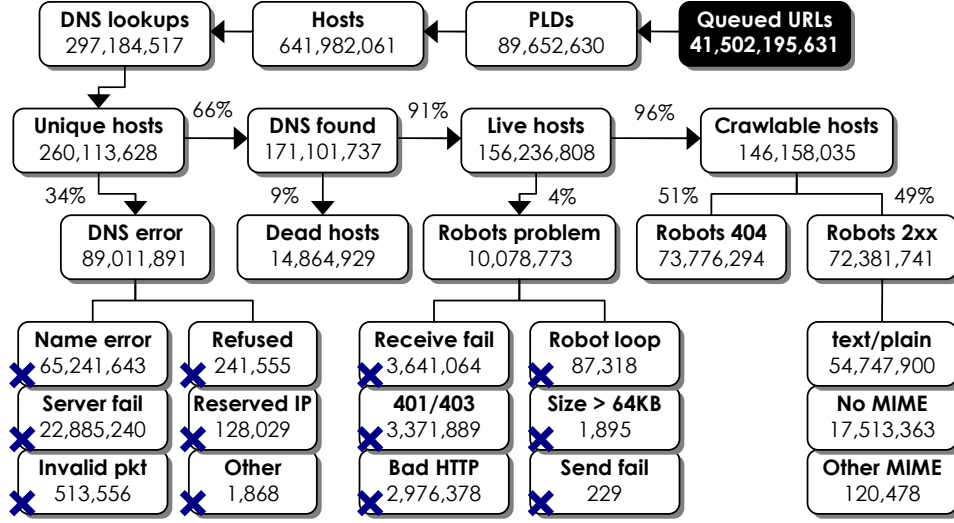 DNS lookups
297,184,517
Hosts
641,982,061
PLDs
89,652,630
Queued URLs
41,502,195,631
Unique hosts
260,113,628
66%
DNS found
171,101,737
91%
Live hosts
156,236,808
96%
Crawlable hosts
146,158,035
34%
9%
4%
51%
49%
DNS error
89,011,891
Dead hosts
14,864,929
Robots problem
10,078,773
Robots 404
73,776,294
Robots 2xx
72,381,741
Name error
65,241,643
Refused
241,555
Receive fail
3,641,064
Robot loop
87,318
text/plain
54,747,900
Server fail
22,885,240
Reserved IP
128,029
401/403
3,371,889
Size > 64KB
1,895
No MIME
17,513,363
Invalid pkt
513,556
Other
1,868
Bad HTTP
2,976,378
Send fail
229
Other MIME
120,478